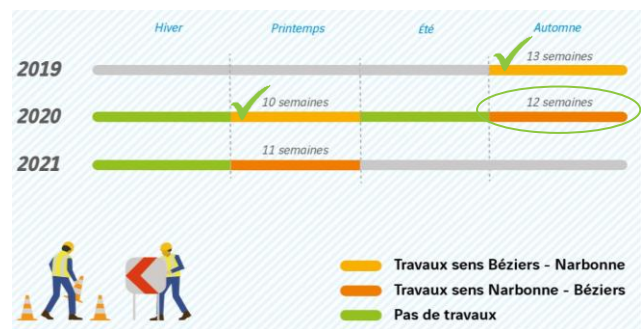 Hiver Printemps Été Automne
13 semaines
2019
10 semaines 12 semaines
2020
11 semaines
2021
Travaux sens Béziers - Narbonne
Travaux sens Narbonne - Béziers
Pas de travaux